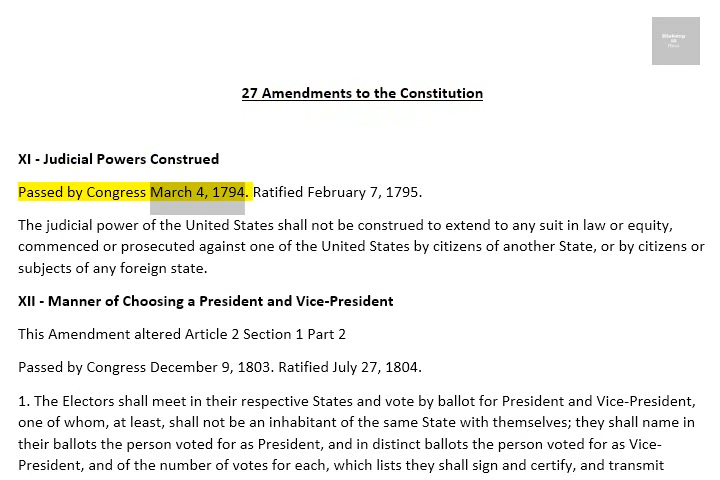 27 Amendments to the Constitution
XI - Judicial Powers Construed
Passed by Congress March 4, 1794. Ratified February 7, 1795.
The judicial power of the United States shall not be construed to extend to any suit in law or equity,
commenced or prosecuted against one of the United States by citizens of another State, or by citizens or
subjects of any foreign state.
XII - Manner of Choosing a President and Vice-President
This Amendment altered Article 2 Section 1 Part 2
Passed by Congress December 9, 1803. Ratified July 27, 1804.
1. The Electors shall meet in their respective States and vote by ballot for President and Vice-President,
one of whom, at least, shall not be an inhabitant of the same State with themselves; they shall name in
their ballots the person voted for as President, and in distinct ballots the person voted for as Vice-
President, and of the number of votes for each, which lists they shall sign and certify, and transmit